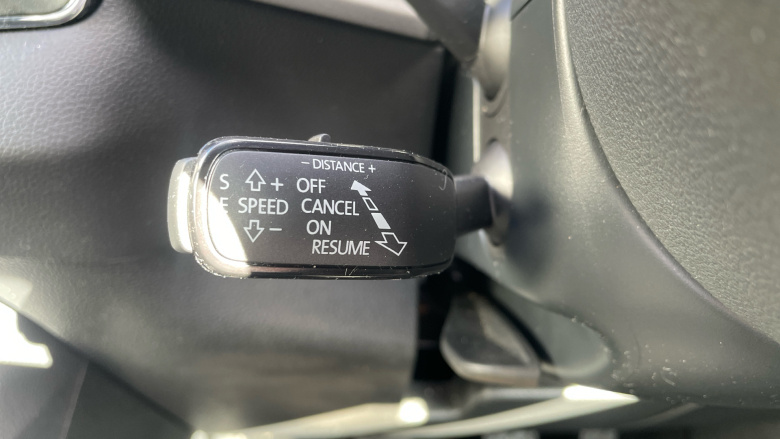 − DISTANCE +
S + OFF
E SPEED CANCEL
− ON
RESUME